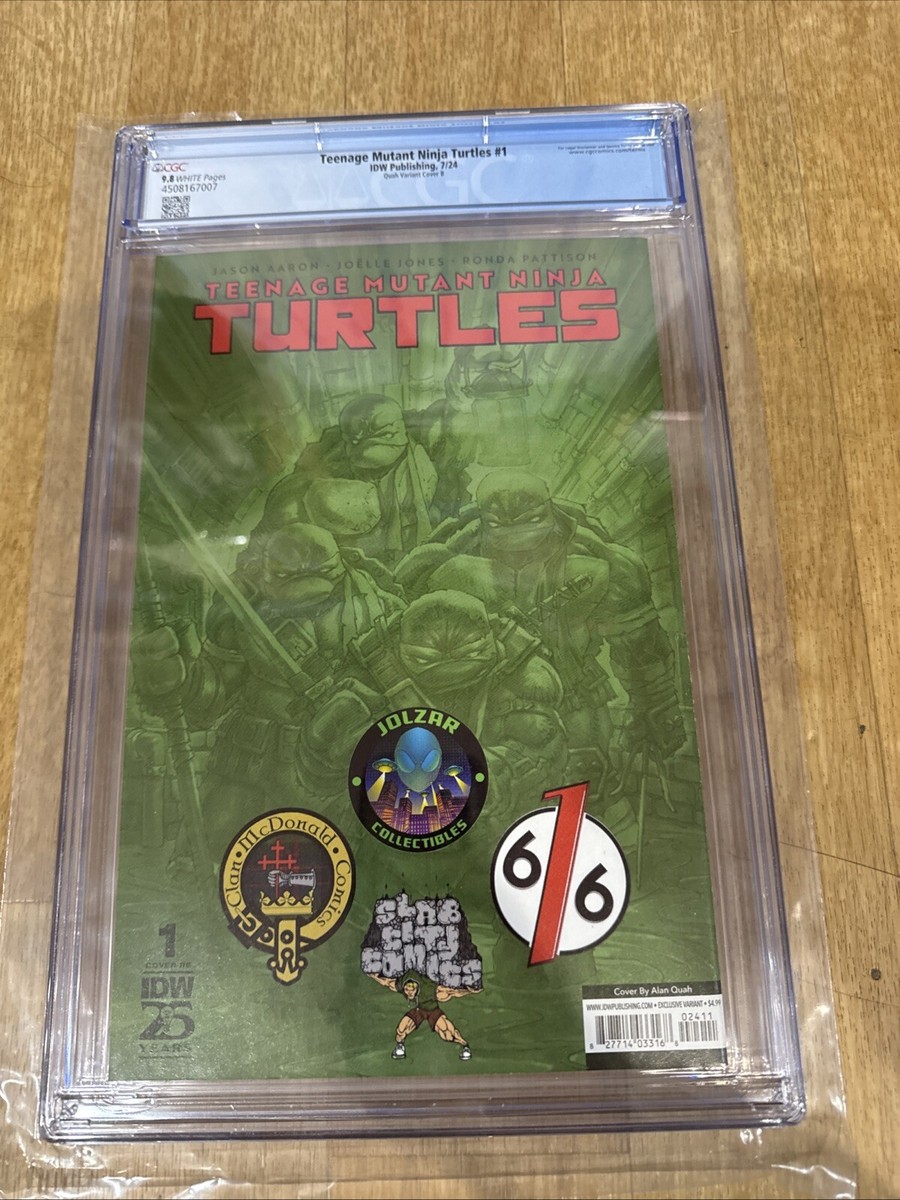 Teenage Mutant Ninja Turtles #1
IDW Publishing, 7/24
Quah Variant Cover B
CGC
9.8 WHITE Pages
4508167007
JASON AARON • JOËLLE JONES • RONDA PATTISON
TEENAGE MUTANT NINJA
TURTLES
JOLZAR
COLLECTIBLES
Clan • McDonald • Comics
616
STAR
CITY
COMICS
1
COVER RE
IDW
25
YEARS
Cover By Alan Quah
WWW.IDWPUBLISHING.COM • EXCLUSIVE VARIANT • $4.99
02411
8 27714 03316 8